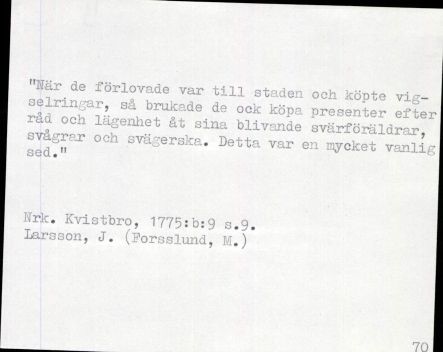 "När de förlovade var till staden och köpte vig-
selringar, så brukade de ock köpa presenter efter
råd och lägenhet åt sina blivande svärföräldrar,
svågrar och svägerska. Detta var en mycket vanlig
sed."
Nrk. Kvistbro, 1775:b:9 s.9.
Larsson, J. (Forsslund, M.)
70